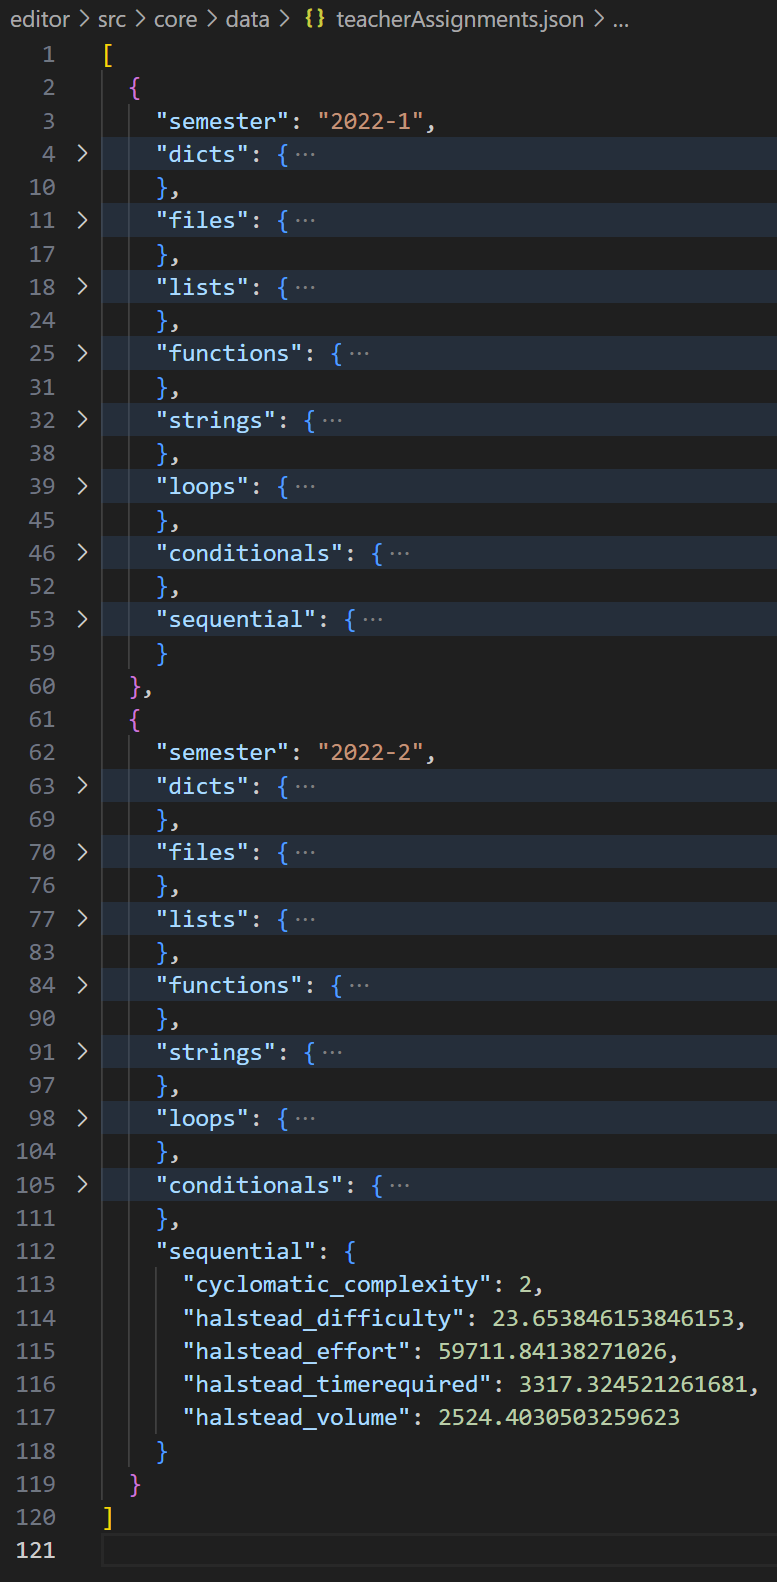 editor > src > core > data > {} teacherAssignments.json > ...
1 [
2 {
3 "semester": "2022-1",
4 > "dicts": { ...
10 },
11 > "files": { ...
17 },
18 > "lists": { ...
24 },
25 > "functions": { ...
31 },
32 > "strings": { ...
38 },
39 > "loops": { ...
45 },
46 > "conditionals": { ...
52 },
53 > "sequential": { ...
59 }
60 },
61 {
62 "semester": "2022-2",
63 > "dicts": { ...
69 },
70 > "files": { ...
76 },
77 > "lists": { ...
83 },
84 > "functions": { ...
90 },
91 > "strings": { ...
97 },
98 > "loops": { ...
104 },
105 > "conditionals": { ...
111 },
112 "sequential": {
113 "cyclomatic_complexity": 2,
114 "halstead_difficulty": 23.653846153846153,
115 "halstead_effort": 59711.84138271026,
116 "halstead_timerequired": 3317.324521261681,
117 "halstead_volume": 2524.4030503259623
118 }
119 }
120 ]
121